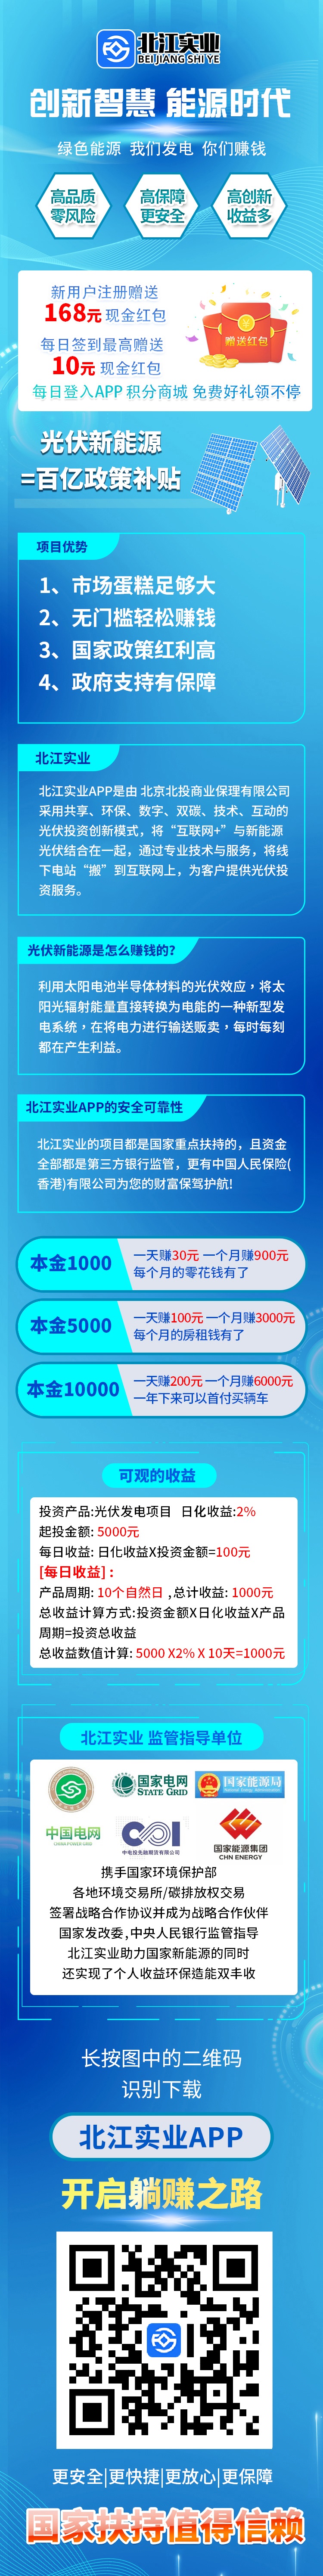 北江实业
BEI JIANG SHI YE
创新智慧 能源时代
绿色能源 我们发电 你们赚钱
高品质 高保障 高创新
零风险 更安全 收益多
新用户注册赠送
168元 现金红包
每日签到最高赠送
10元 现金红包
赠送红包
每日登入APP 积分商城 免费好礼领不停
光伏新能源
=百亿政策补贴
项目优势
1、市场蛋糕足够大
2、无门槛轻松赚钱
3、国家政策红利高
4、政府支持有保障
北江实业
北江实业APP是由 北京北投商业保理有限公司
采用共享、环保、数字、双碳、技术、互动的
光伏投资创新模式，将“互联网+”与新能源
光伏结合在一起，通过专业技术与服务，将线
下电站“搬”到互联网上，为客户提供光伏投
资服务。
光伏新能源是怎么赚钱的?
利用太阳电池半导体材料的光伏效应，将太
阳光辐射能量直接转换为电能的一种新型发
电系统，在将电力进行输送贩卖，每时每刻
都在产生利益。
北江实业APP的安全可靠性
北江实业的项目都是国家重点扶持的，且资金
全部都是第三方银行监管，更有中国人民保险(
香港)有限公司为您的财富保驾护航!
本金1000
一天赚30元 一个月赚900元
每个月的零花钱有了
本金5000
一天赚100元 一个月赚3000元
每个月的房租钱有了
本金10000
一天赚200元 一个月赚6000元
一年下来可以首付买辆车
可观的收益
投资产品:光伏发电项目 日化收益:2%
起投金额: 5000元
每日收益: 日化收益X投资金额=100元
[每日收益]：
产品周期: 10个自然日 , 总计收益: 1000元
总收益计算方式:投资金额X日化收益X产品
周期=投资总收益
总收益数值计算: 5000 X2% X 10天=1000元
北江实业 监管指导单位
国家电网
STATE GRID
国家能源局
National Energy Administration
中国电网
CHINA POWER GRID
中电投先融期货有限公司
国家能源集团
CHN ENERGY
携手国家环境保护部
各地环境交易所/碳排放权交易
签署战略合作协议并成为战略合作伙伴
国家发改委,中央人民银行监管指导
北江实业助力国家新能源的同时
还实现了个人收益环保造能双丰收
长按图中的二维码
识别下载
北江实业APP
开启躺赚之路
更安全|更快捷|更放心|更保障
国家扶持值得信赖